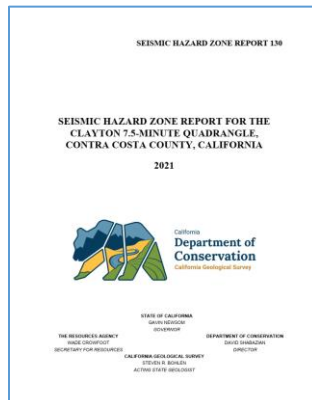 SEISMIC HAZARD ZONE REPORT 130
SEISMIC HAZARD ZONE REPORT FOR THE
CLAYTON 7.5-MINUTE QUADRANGLE,
CONTRA COSTA COUNTY, CALIFORNIA
2021
California
Department of
Conservation
California Geological Survey
STATE OF CALIFORNIA
GAVIN NEWSOM
GOVERNOR
THE RESOURCES AGENCY
WADE CROWFOOT
SECRETARY FOR RESOURCES
DEPARTMENT OF CONSERVATION
DAVID SHABAZIAN
DIRECTOR
CALIFORNIA GEOLOGICAL SURVEY
STEVEN R. BOHLEN
ACTING STATE GEOLOGIST